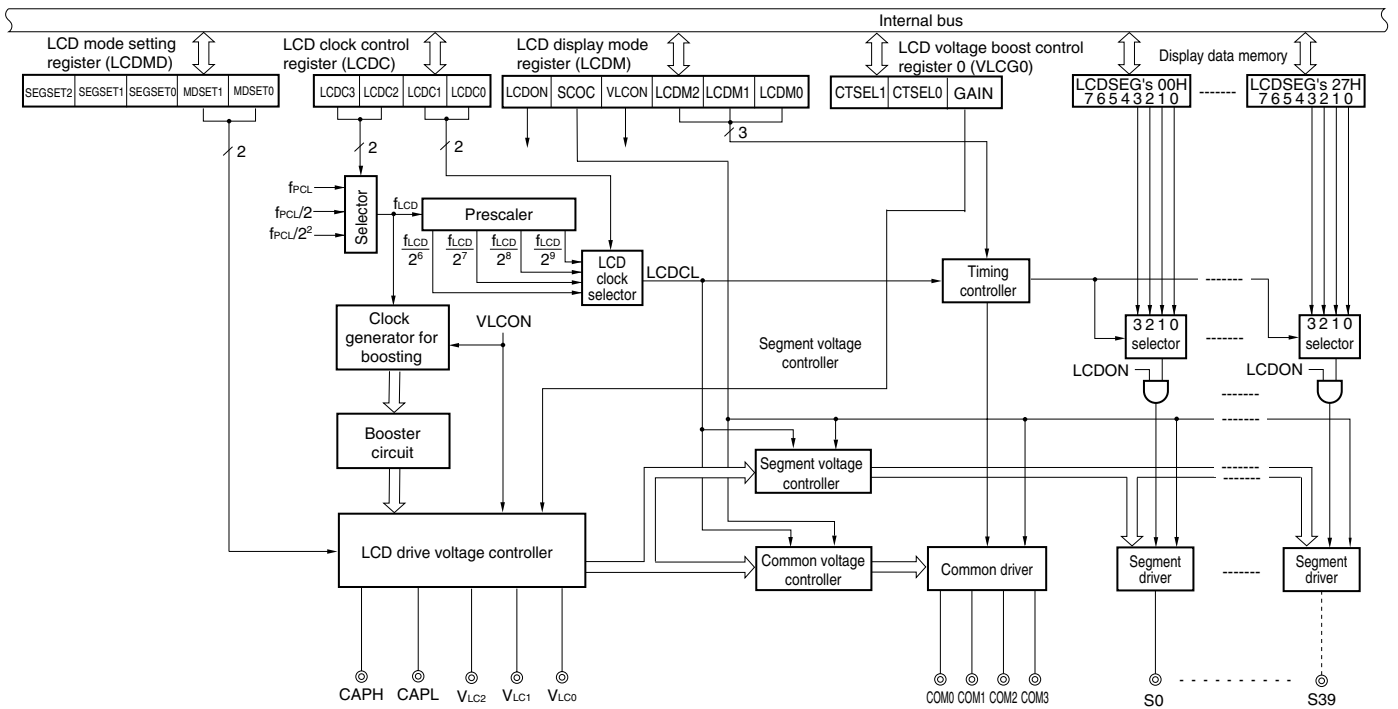 Internal bus
LCD mode setting
register (LCDMD)
LCD clock control
register (LCDC)
LCD display mode
register (LCDM)
LCD voltage boost control
register 0 (VLCG0)
Display data memory
SEGSET2 SEGSET1 SEGSET0 MDSET1 MDSET0
LCDC3 LCDC2 LCDC1 LCDC0
LCDON SCOC VLCON LCDM2 LCDM1 LCDM0
CTSEL1 CTSEL0 GAIN
LCDSEG's 00H
7 6 5 4 3 2 1 0
LCDSEG's 27H
7 6 5 4 3 2 1 0
2
2
2
3
fPCL
fPCL/2
fPCL/2²
Selector
fLCD
Prescaler
fLCD/2⁶
fLCD/2⁷
fLCD/2⁸
fLCD/2⁹
LCD
clock
selector
LCDCL
Timing
controller
3 2 1 0
selector
3 2 1 0
selector
Clock
generator for
boosting
VLCON
Segment voltage
controller
LCDON
LCDON
Booster
circuit
Segment voltage
controller
LCD drive voltage controller
Common voltage
controller
Common driver
Segment
driver
Segment
driver
CAPH CAPL VLC2 VLC1 VLC0
COM0 COM1 COM2 COM3
S0
S39